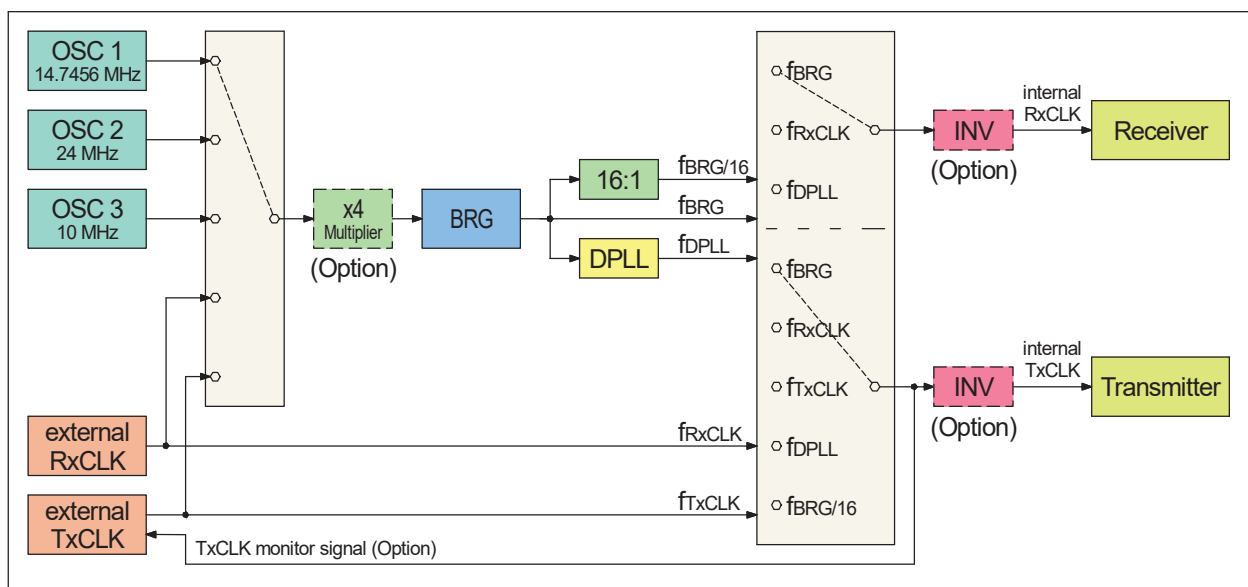 OSC 1
14.7456 MHz
OSC 2
24 MHz
OSC 3
10 MHz
x4
Multiplier
(Option)
BRG
16:1
DPLL
fBRG/16
fBRG
fDPLL
fBRG
fRxCLK
fDPLL
fBRG
fRxCLK
fTxCLK
fDPLL
fBRG/16
INV
(Option)
internal
RxCLK
Receiver
INV
(Option)
internal
TxCLK
Transmitter
external
RxCLK
fRxCLK
external
TxCLK
fTxCLK
TxCLK monitor signal (Option)